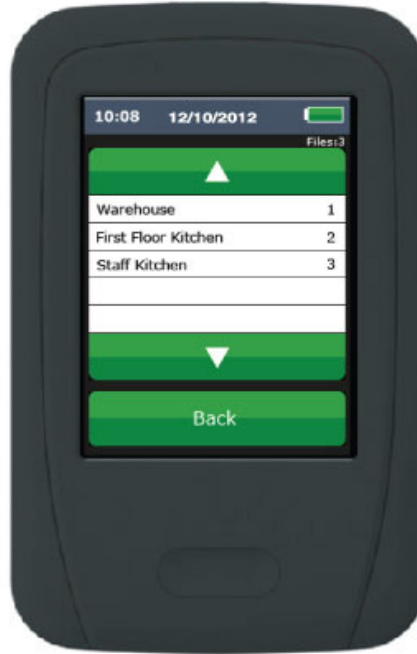 10:08 12/10/2012
Files:3
Warehouse 1
First Floor Kitchen 2
Staff Kitchen 3
Back